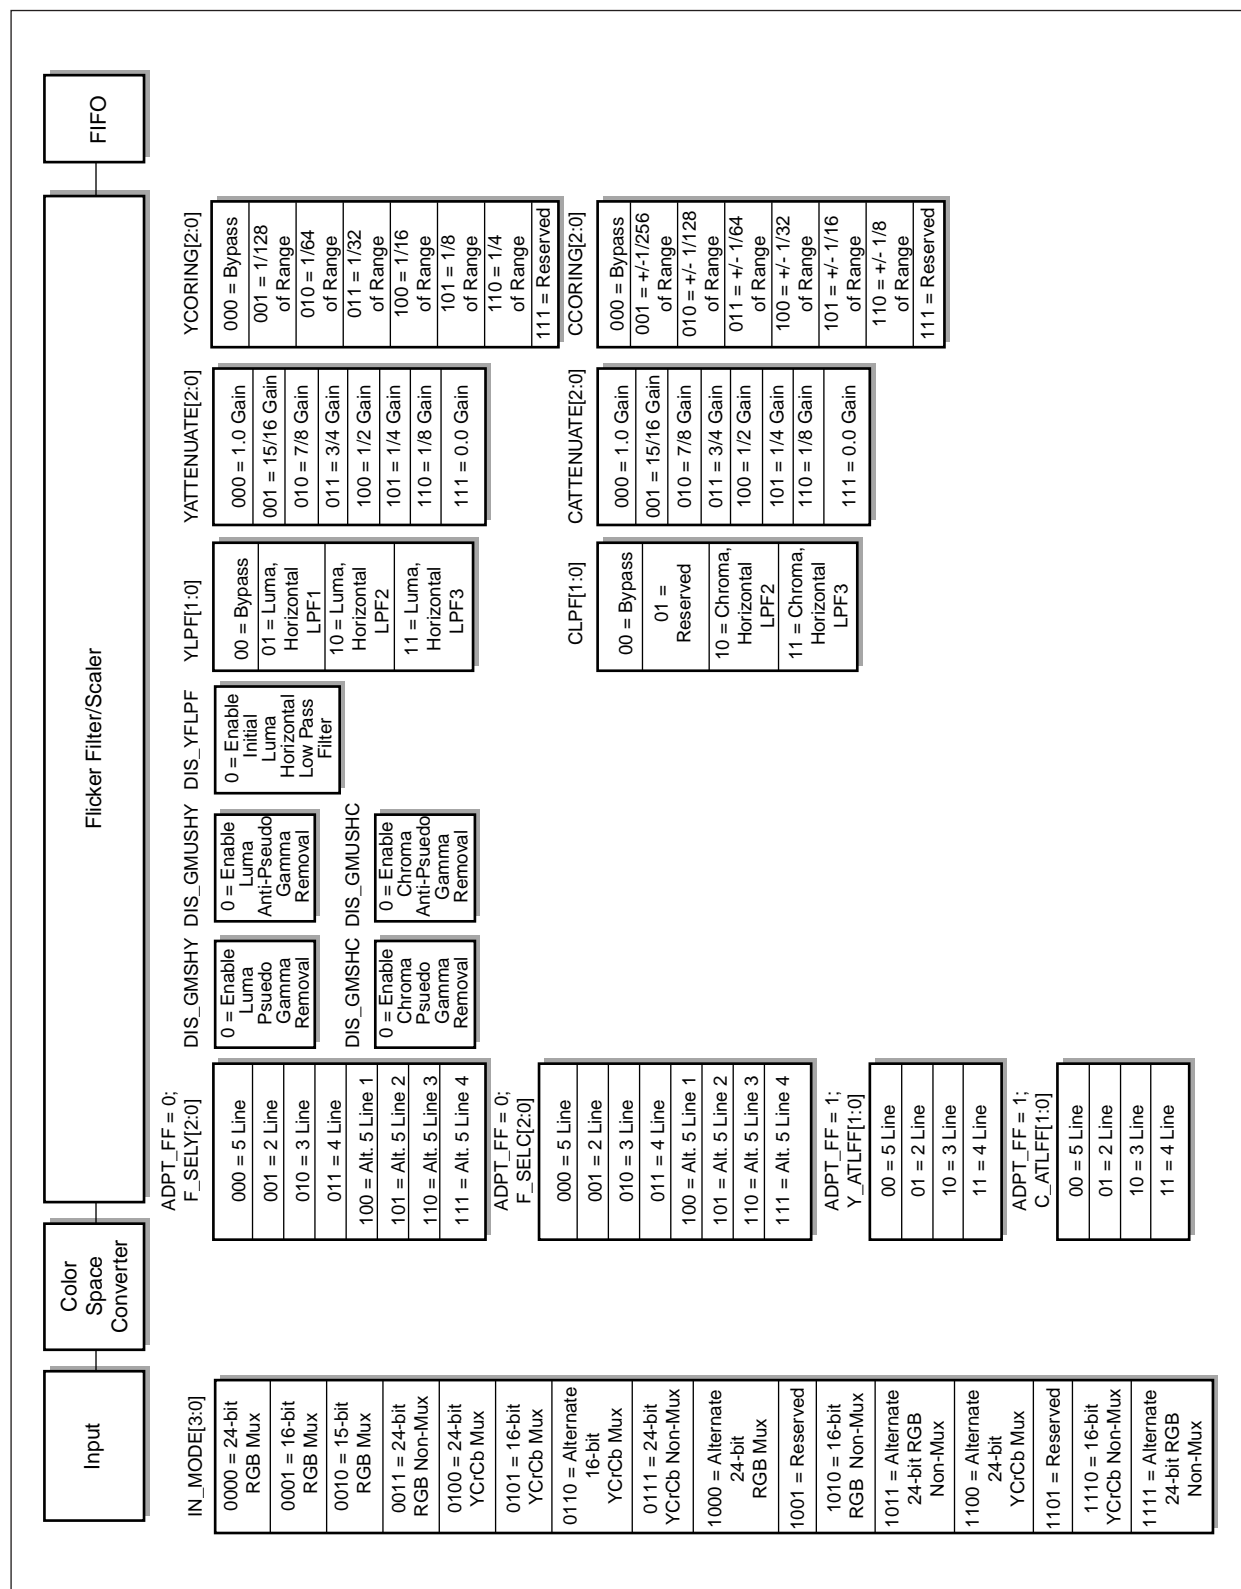 Input
Color
Space
Converter
Flicker Filter/Scaler
FIFO
IN_MODE[3:0]
0000 = 24-bit
RGB Mux
0001 = 16-bit
RGB Mux
0010 = 15-bit
RGB Mux
0011 = 24-bit
RGB Non-Mux
0100 = 24-bit
YCrCb Mux
0101 = 16-bit
YCrCb Mux
0110 = Alternate
16-bit
YCrCb Mux
0111 = 24-bit
YCrCb Non-Mux
1000 = Alternate
24-bit
RGB Mux
1001 = Reserved
1010 = 16-bit
RGB Non-Mux
1011 = Alternate
24-bit RGB
Non-Mux
1100 = Alternate
24-bit
YCrCb Mux
1101 = Reserved
1110 = 16-bit
YCrCb Non-Mux
1111 = Alternate
24-bit RGB
Non-Mux
ADPT_FF = 0;
F_SELY[2:0]
000 = 5 Line
001 = 2 Line
010 = 3 Line
011 = 4 Line
100 = Alt. 5 Line 1
101 = Alt. 5 Line 2
110 = Alt. 5 Line 3
111 = Alt. 5 Line 4
ADPT_FF = 0;
F_SELC[2:0]
000 = 5 Line
001 = 2 Line
010 = 3 Line
011 = 4 Line
100 = Alt. 5 Line 1
101 = Alt. 5 Line 2
110 = Alt. 5 Line 3
111 = Alt. 5 Line 4
ADPT_FF = 1;
Y_ATLFF[1:0]
00 = 5 Line
01 = 2 Line
10 = 3 Line
11 = 4 Line
ADPT_FF = 1;
C_ATLFF[1:0]
00 = 5 Line
01 = 2 Line
10 = 3 Line
11 = 4 Line
DIS_GMSHY
0 = Enable
Luma
Psuedo
Gamma
Removal
DIS_GMSHC
0 = Enable
Chroma
Psuedo
Gamma
Removal
DIS_GMUSHY
0 = Enable
Luma
Anti-Pseudo
Gamma
Removal
DIS_GMUSHC
0 = Enable
Chroma
Anti-Psuedo
Gamma
Removal
DIS_YFLPF
0 = Enable
Initial
Luma
Horizontal
Low Pass
Filter
YLPF[1:0]
00 = Bypass
01 = Luma,
Horizontal
LPF1
10 = Luma,
Horizontal
LPF2
11 = Luma,
Horizontal
LPF3
CLPF[1:0]
00 = Bypass
01 =
Reserved
10 = Chroma,
Horizontal
LPF2
11 = Chroma,
Horizontal
LPF3
YATTENUATE[2:0]
000 = 1.0 Gain
001 = 15/16 Gain
010 = 7/8 Gain
011 = 3/4 Gain
100 = 1/2 Gain
101 = 1/4 Gain
110 = 1/8 Gain
111 = 0.0 Gain
CATTENUATE[2:0]
000 = 1.0 Gain
001 = 15/16 Gain
010 = 7/8 Gain
011 = 3/4 Gain
100 = 1/2 Gain
101 = 1/4 Gain
110 = 1/8 Gain
111 = 0.0 Gain
YCORING[2:0]
000 = Bypass
001 = 1/128
of Range
010 = 1/64
of Range
011 = 1/32
of Range
100 = 1/16
of Range
101 = 1/8
of Range
110 = 1/4
of Range
111 = Reserved
CCORING[2:0]
000 = Bypass
001 = +/-1/256
of Range
010 = +/- 1/128
of Range
011 = +/- 1/64
of Range
100 = +/- 1/32
of Range
101 = +/- 1/16
of Range
110 = +/- 1/8
of Range
111 = Reserved